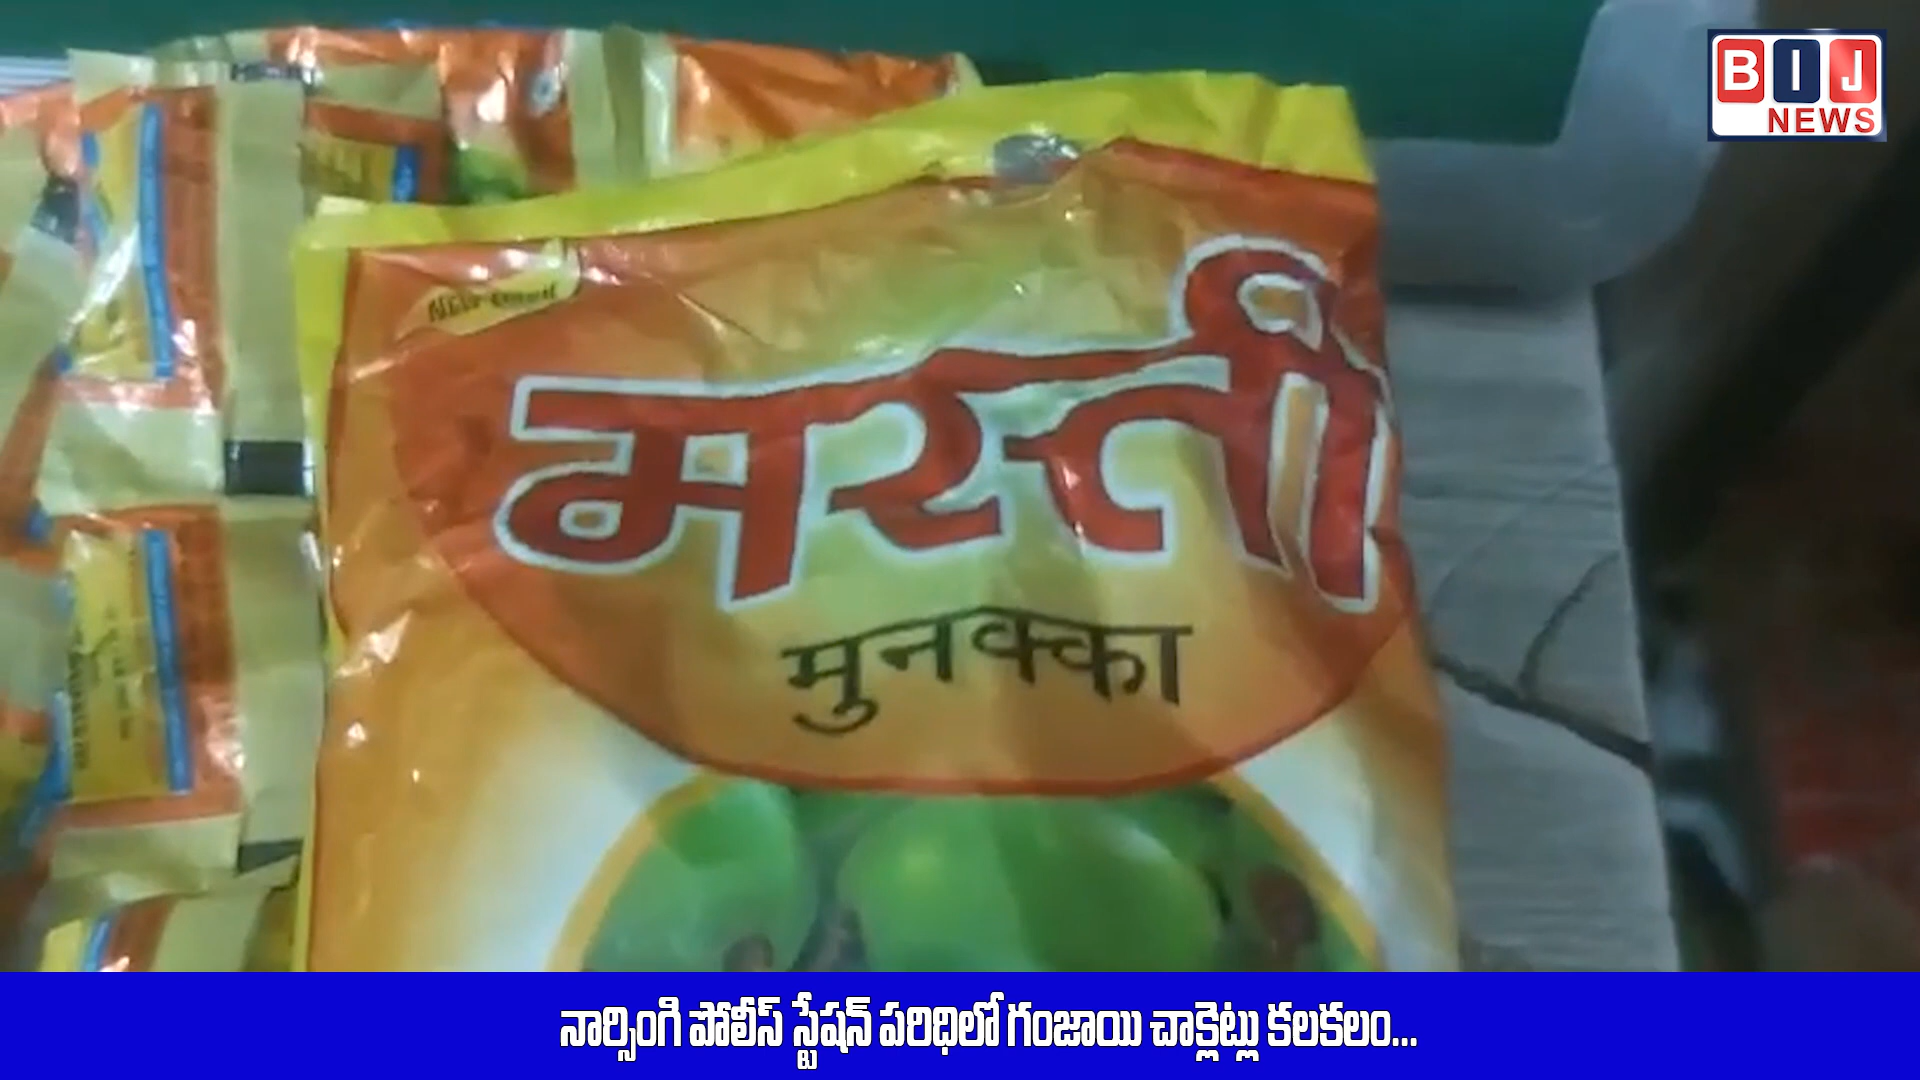 BIJ
NEWS
मस्ती
मुनक्का
నార్సింగి పోలీస్ స్టేషన్ పరిధిలో గంజాయి చాక్లెట్లు కలకలం...